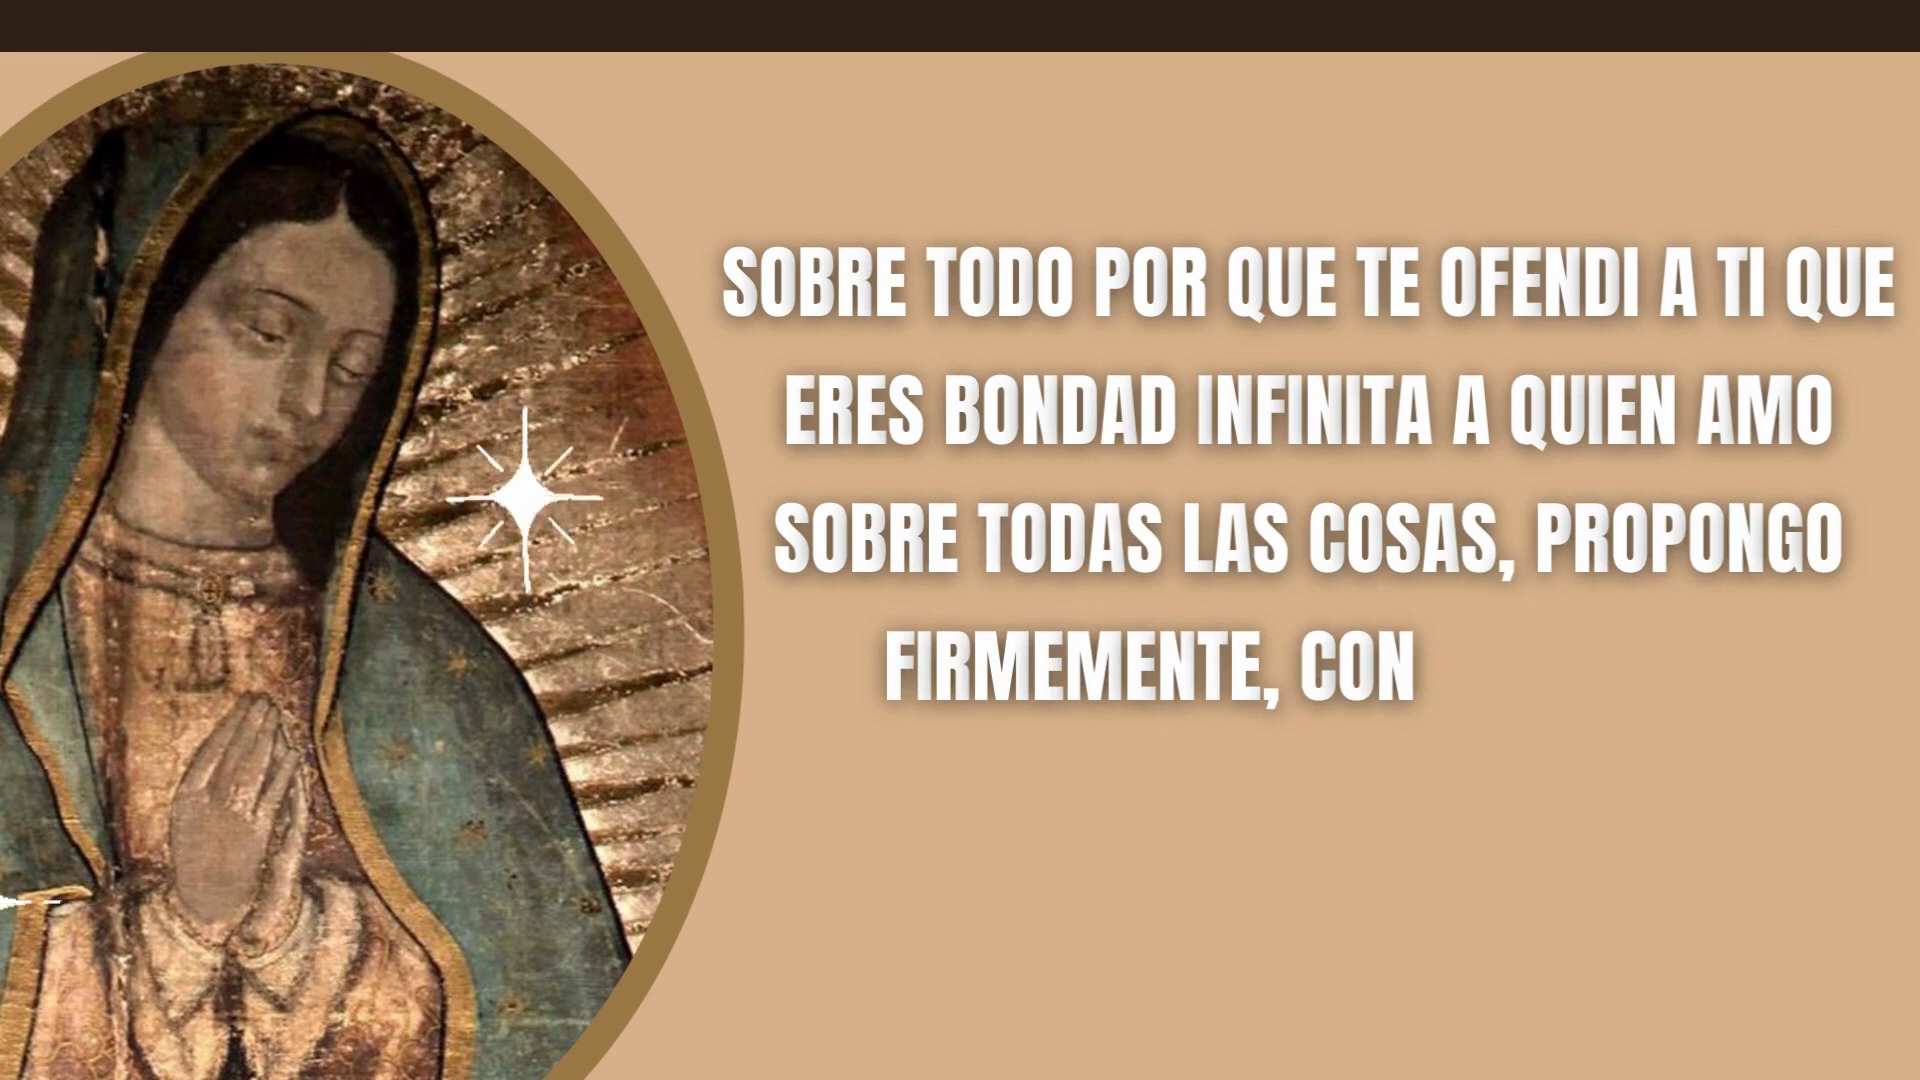 SOBRE TODO POR QUE TE OFENDI A TI QUE
ERES BONDAD INFINITA A QUIEN AMO
SOBRE TODAS LAS COSAS, PROPONGO
FIRMEMENTE, CON